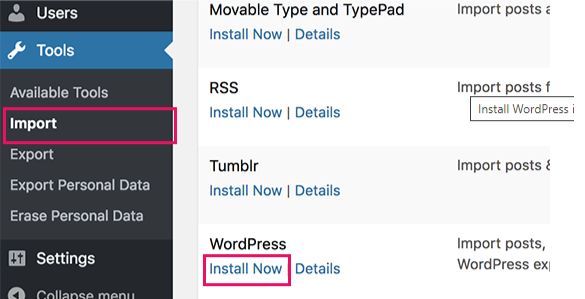 Users
Tools
Available Tools
Import
Export
Export Personal Data
Erase Personal Data
Settings
Collapse menu
Movable Type and TypePad
Install Now | Details
Import posts
RSS
Install Now | Details
Import posts
Install WordPress
Tumblr
Install Now | Details
Import posts &
WordPress
Install Now | Details
Import posts,
WordPress